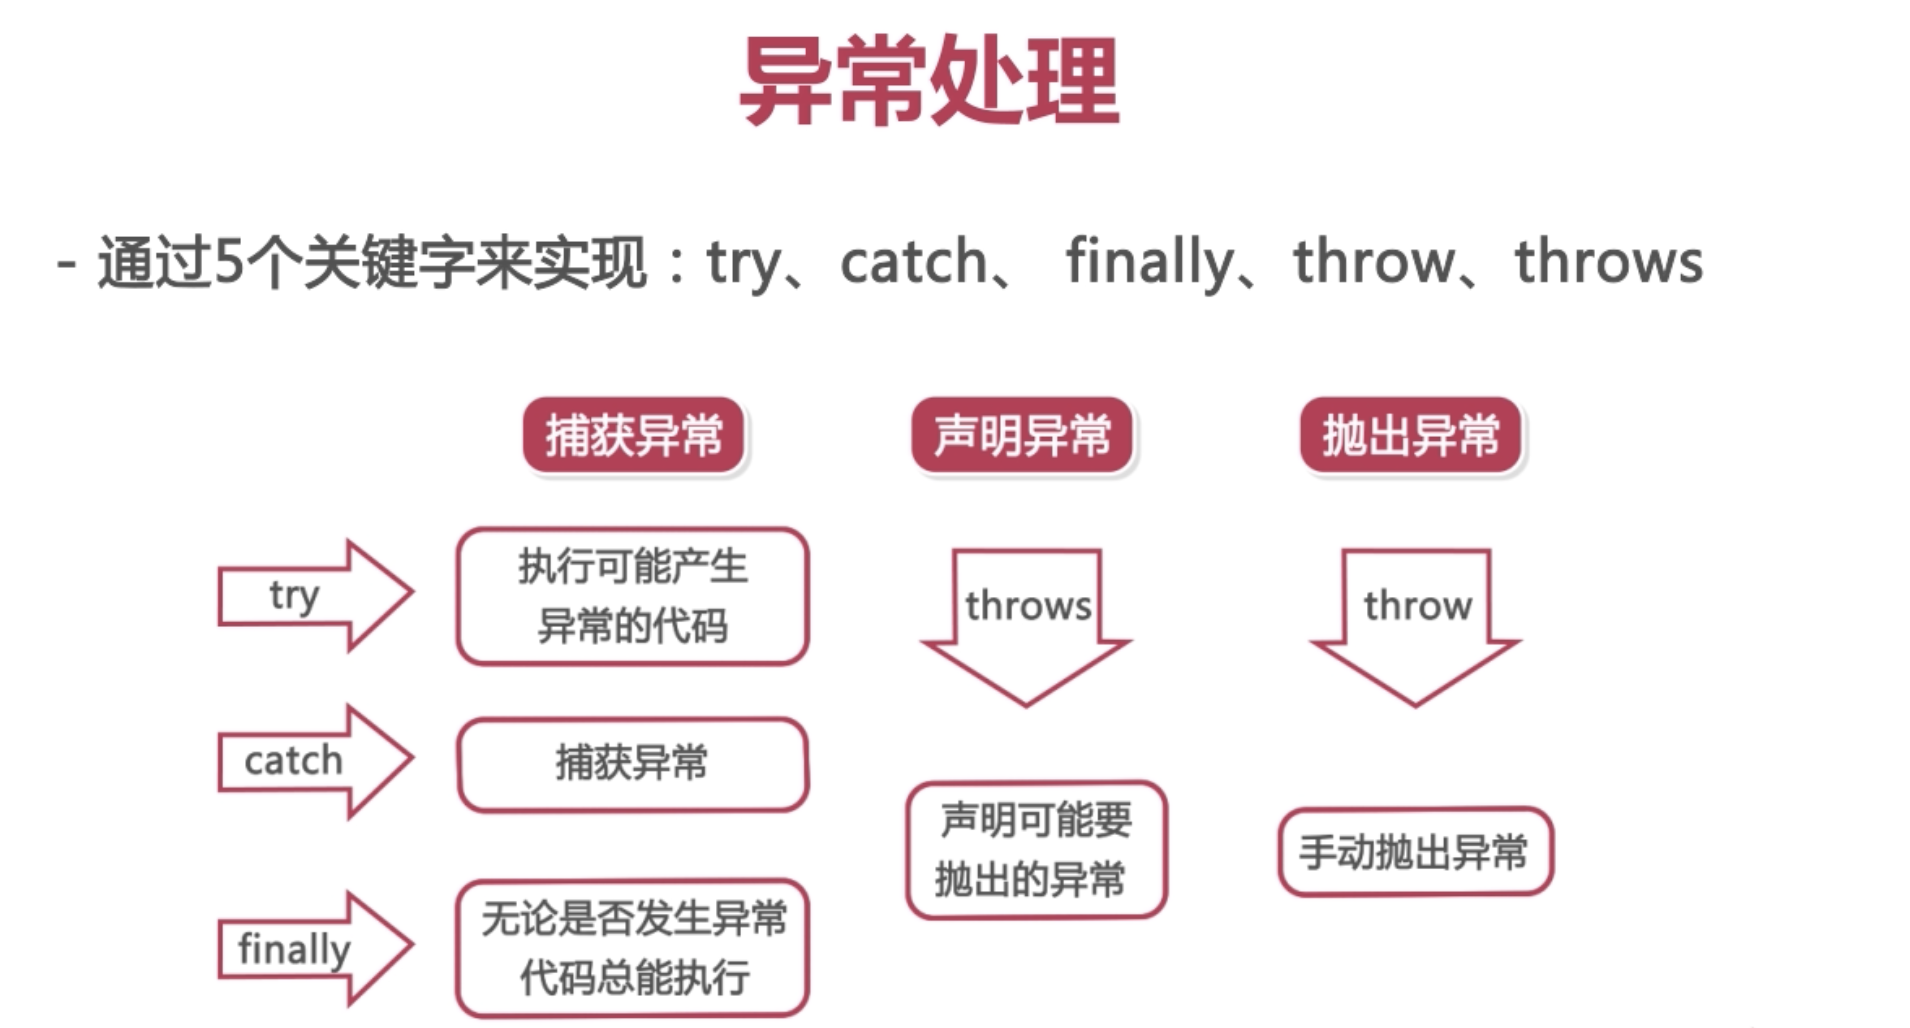 异常处理
- 通过5个关键字来实现：try、catch、 finally、throw、throws
捕获异常
声明异常
抛出异常
try
执行可能产生
异常的代码
catch
捕获异常
finally
无论是否发生异常
代码总能执行
throws
声明可能要
抛出的异常
throw
手动抛出异常